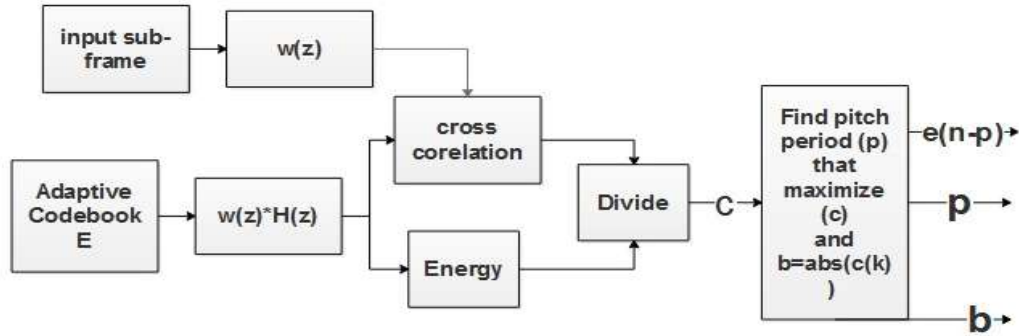 input sub-
frame
w(z)
cross
corelation
Adaptive
Codebook
E
w(z)*H(z)
Energy
Divide
C
Find pitch
period (p)
that
maximize
(c)
and
b=abs(c(k)
)
e(n-p)
p
b